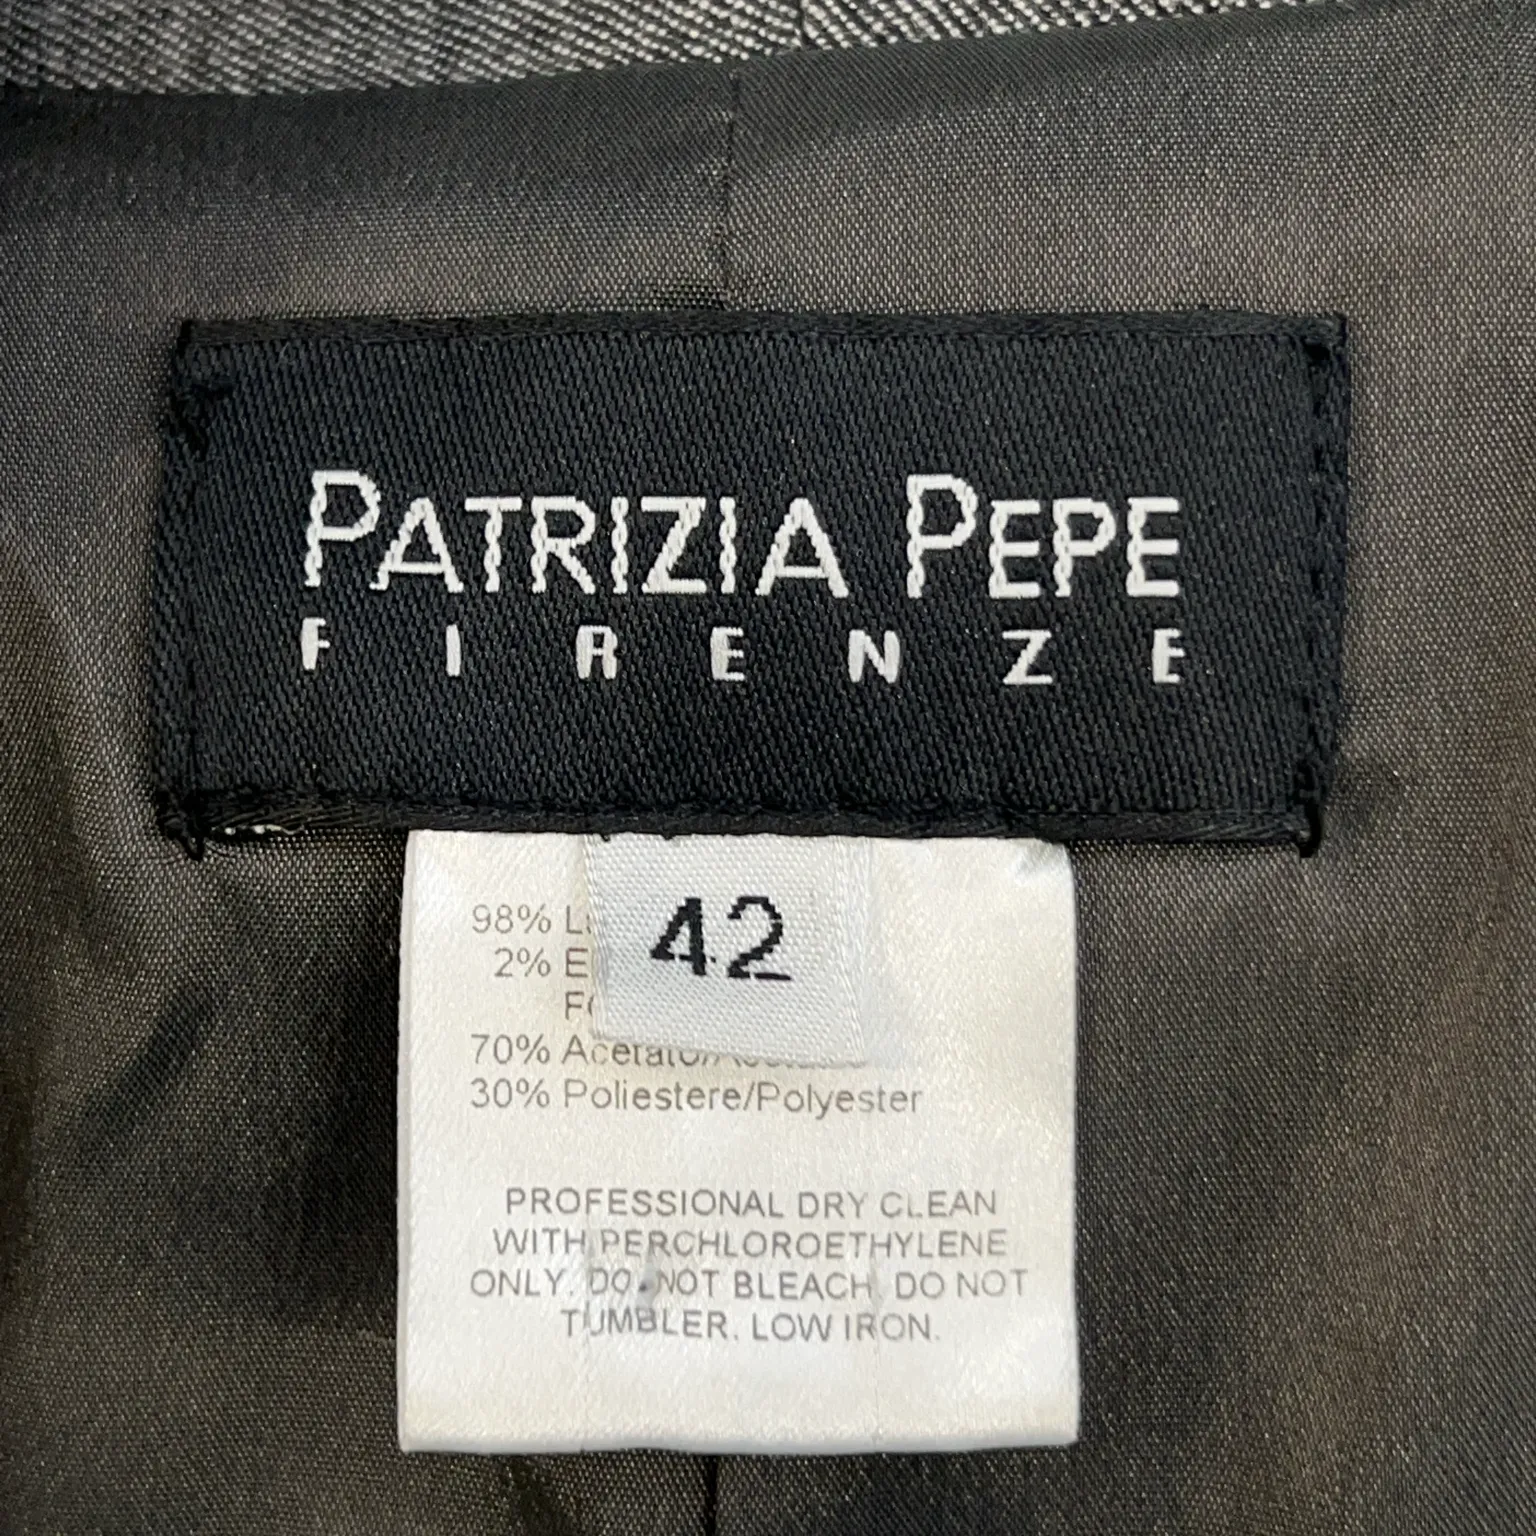 PATRIZIA PEPE
FIRENZE
42
98%
2%
70% Acetato/
30% Poliestere/Polyester
PROFESSIONAL DRY CLEAN
WITH PERCHLOROETHYLENE
ONLY. DO NOT BLEACH. DO NOT
TUMBLER. LOW IRON.